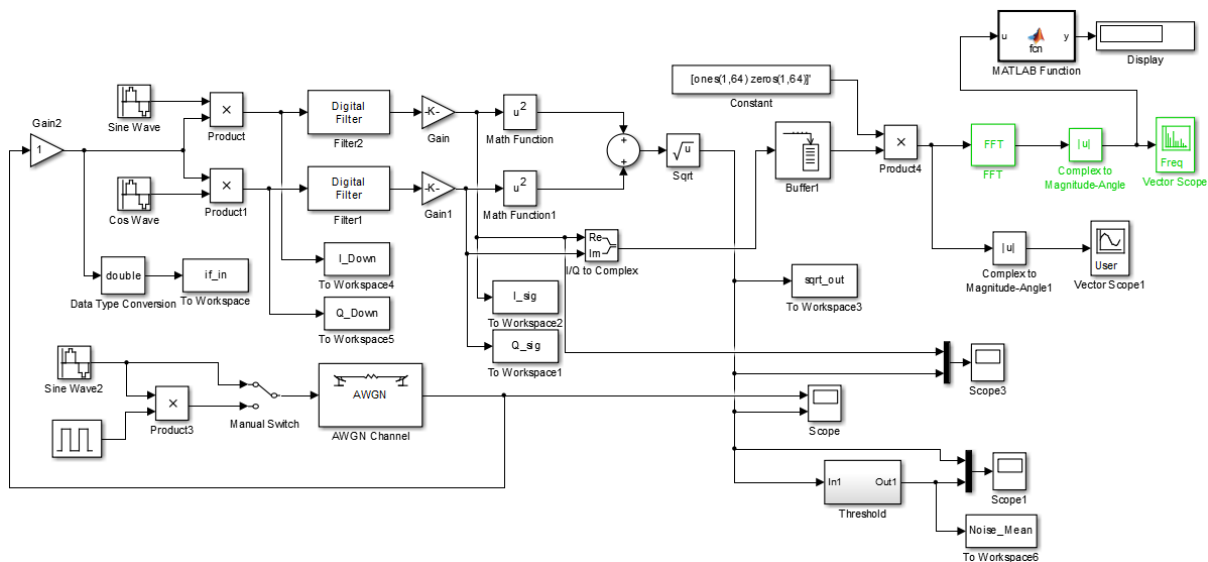 u
fcn
y
MATLAB Function
Display
[ones(1,64) zeros(1,64)]'
Constant
Gain2
1
Sine Wave
×
Product
Digital
Filter
Filter2
-K-
Gain
u²
Math Function
+
+
√u
Sqrt
Buffer1
×
Product4
FFT
FFT
|u|
Complex to
Magnitude-Angle
Freq
Vector Scope
Cos Wave
×
Product1
Digital
Filter
Filter1
-K-
Gain1
u²
Math Function1
Re
Im
I/Q to Complex
|u|
Complex to
Magnitude-Angle1
User
Vector Scope1
double
Data Type Conversion
if_in
To Workspace
I_Down
To Workspace4
Q_Down
To Workspace5
I_sig
To Workspace2
Q_sig
To Workspace1
sqrt_out
To Workspace3
Sine Wave2
×
Product3
Manual Switch
AWGN
AWGN Channel
Scope
Scope3
In1
Out1
Threshold
Scope1
Noise_Mean
To Workspace6